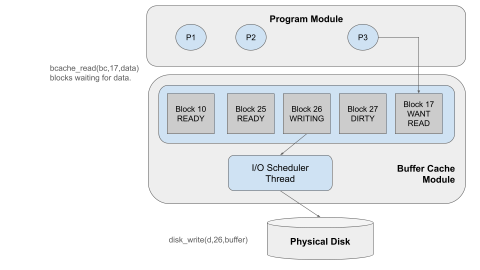 Program Module
P1
P2
P3
bcache_read(bc,17,data)
blocks waiting for data.
Block 10
READY
Block 25
READY
Block 26
WRITING
Block 27
DIRTY
Block 17
WANT
READ
I/O Scheduler
Thread
Buffer Cache
Module
disk_write(d,26,buffer)
Physical Disk